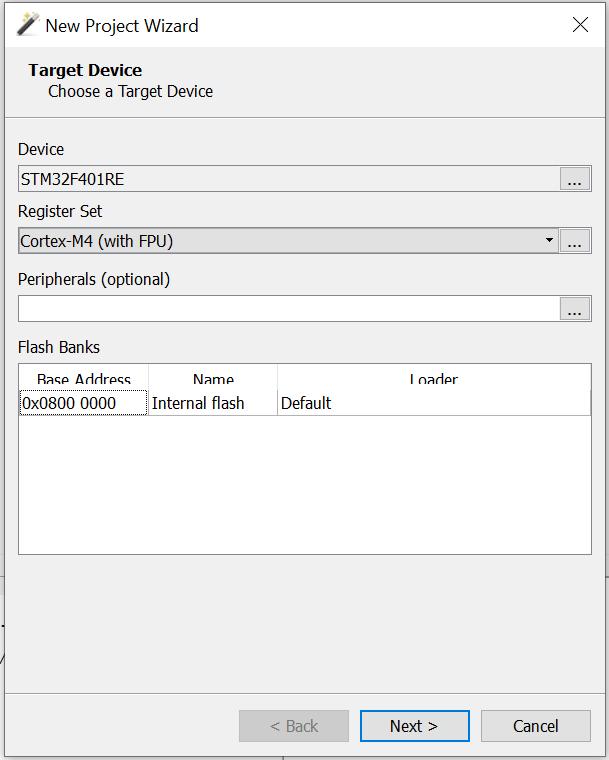 New Project Wizard
Target Device
Choose a Target Device
Device
STM32F401RE
...
Register Set
Cortex-M4 (with FPU)
...
Peripherals (optional)
...
Flash Banks
Base Address Name Loader
0x0800 0000 Internal flash Default
< Back Next > Cancel